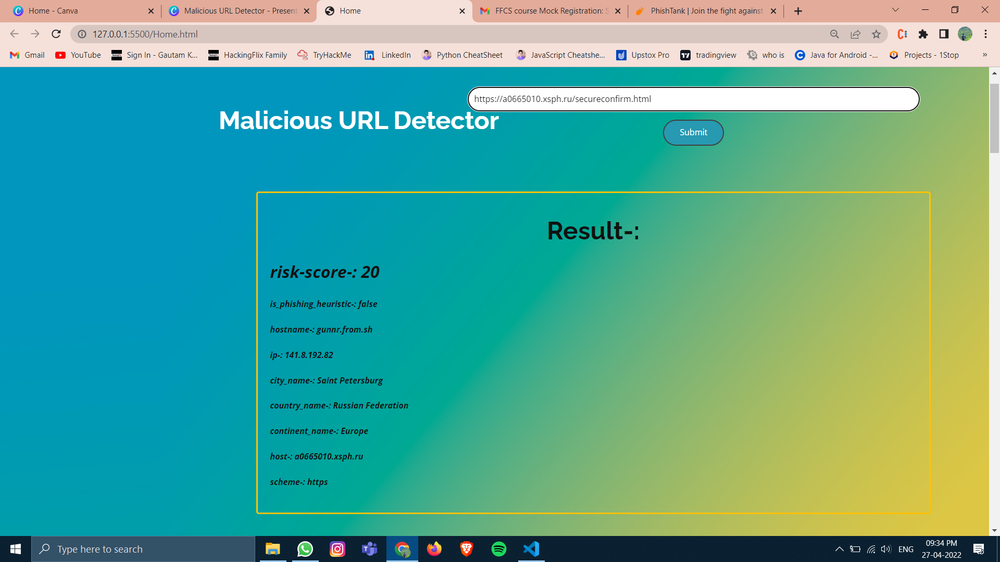 Home - Canva
Malicious URL Detector - Present
Home
FFCS course Mock Registration: S
PhishTank | Join the fight against
127.0.0.1:5500/Home.html
Gmail
YouTube
Sign In - Gautam K...
HackingFlix Family
TryHackMe
LinkedIn
Python CheatSheet
JavaScript Cheatshe...
Upstox Pro
tradingview
who is
Java for Android -...
Projects - 1Stop
»
https://a0665010.xsph.ru/secureconfirm.html
Malicious URL Detector
Submit
Result-:
risk-score-: 20
is_phishing_heuristic-: false
hostname-: gunnr.from.sh
ip-: 141.8.192.82
city_name-: Saint Petersburg
country_name-: Russian Federation
continent_name-: Europe
host-: a0665010.xsph.ru
scheme-: https
Type here to search
ENG
09:34 PM
27-04-2022